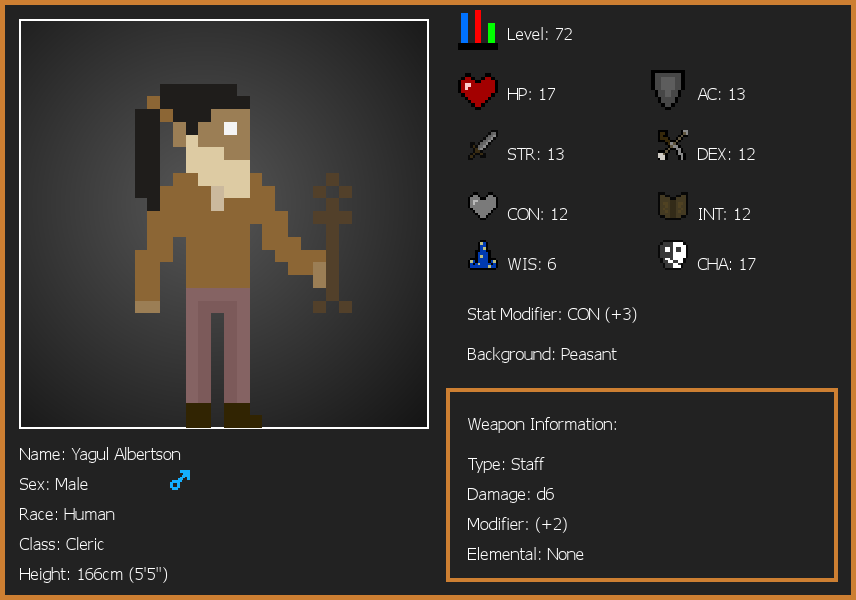 Level: 72
HP: 17
AC: 13
STR: 13
DEX: 12
CON: 12
INT: 12
WIS: 6
CHA: 17
Stat Modifier: CON (+3)
Background: Peasant
Weapon Information:
Type: Staff
Damage: d6
Modifier: (+2)
Elemental: None
Name: Yagul Albertson
Sex: Male
Race: Human
Class: Cleric
Height: 166cm (5'5")